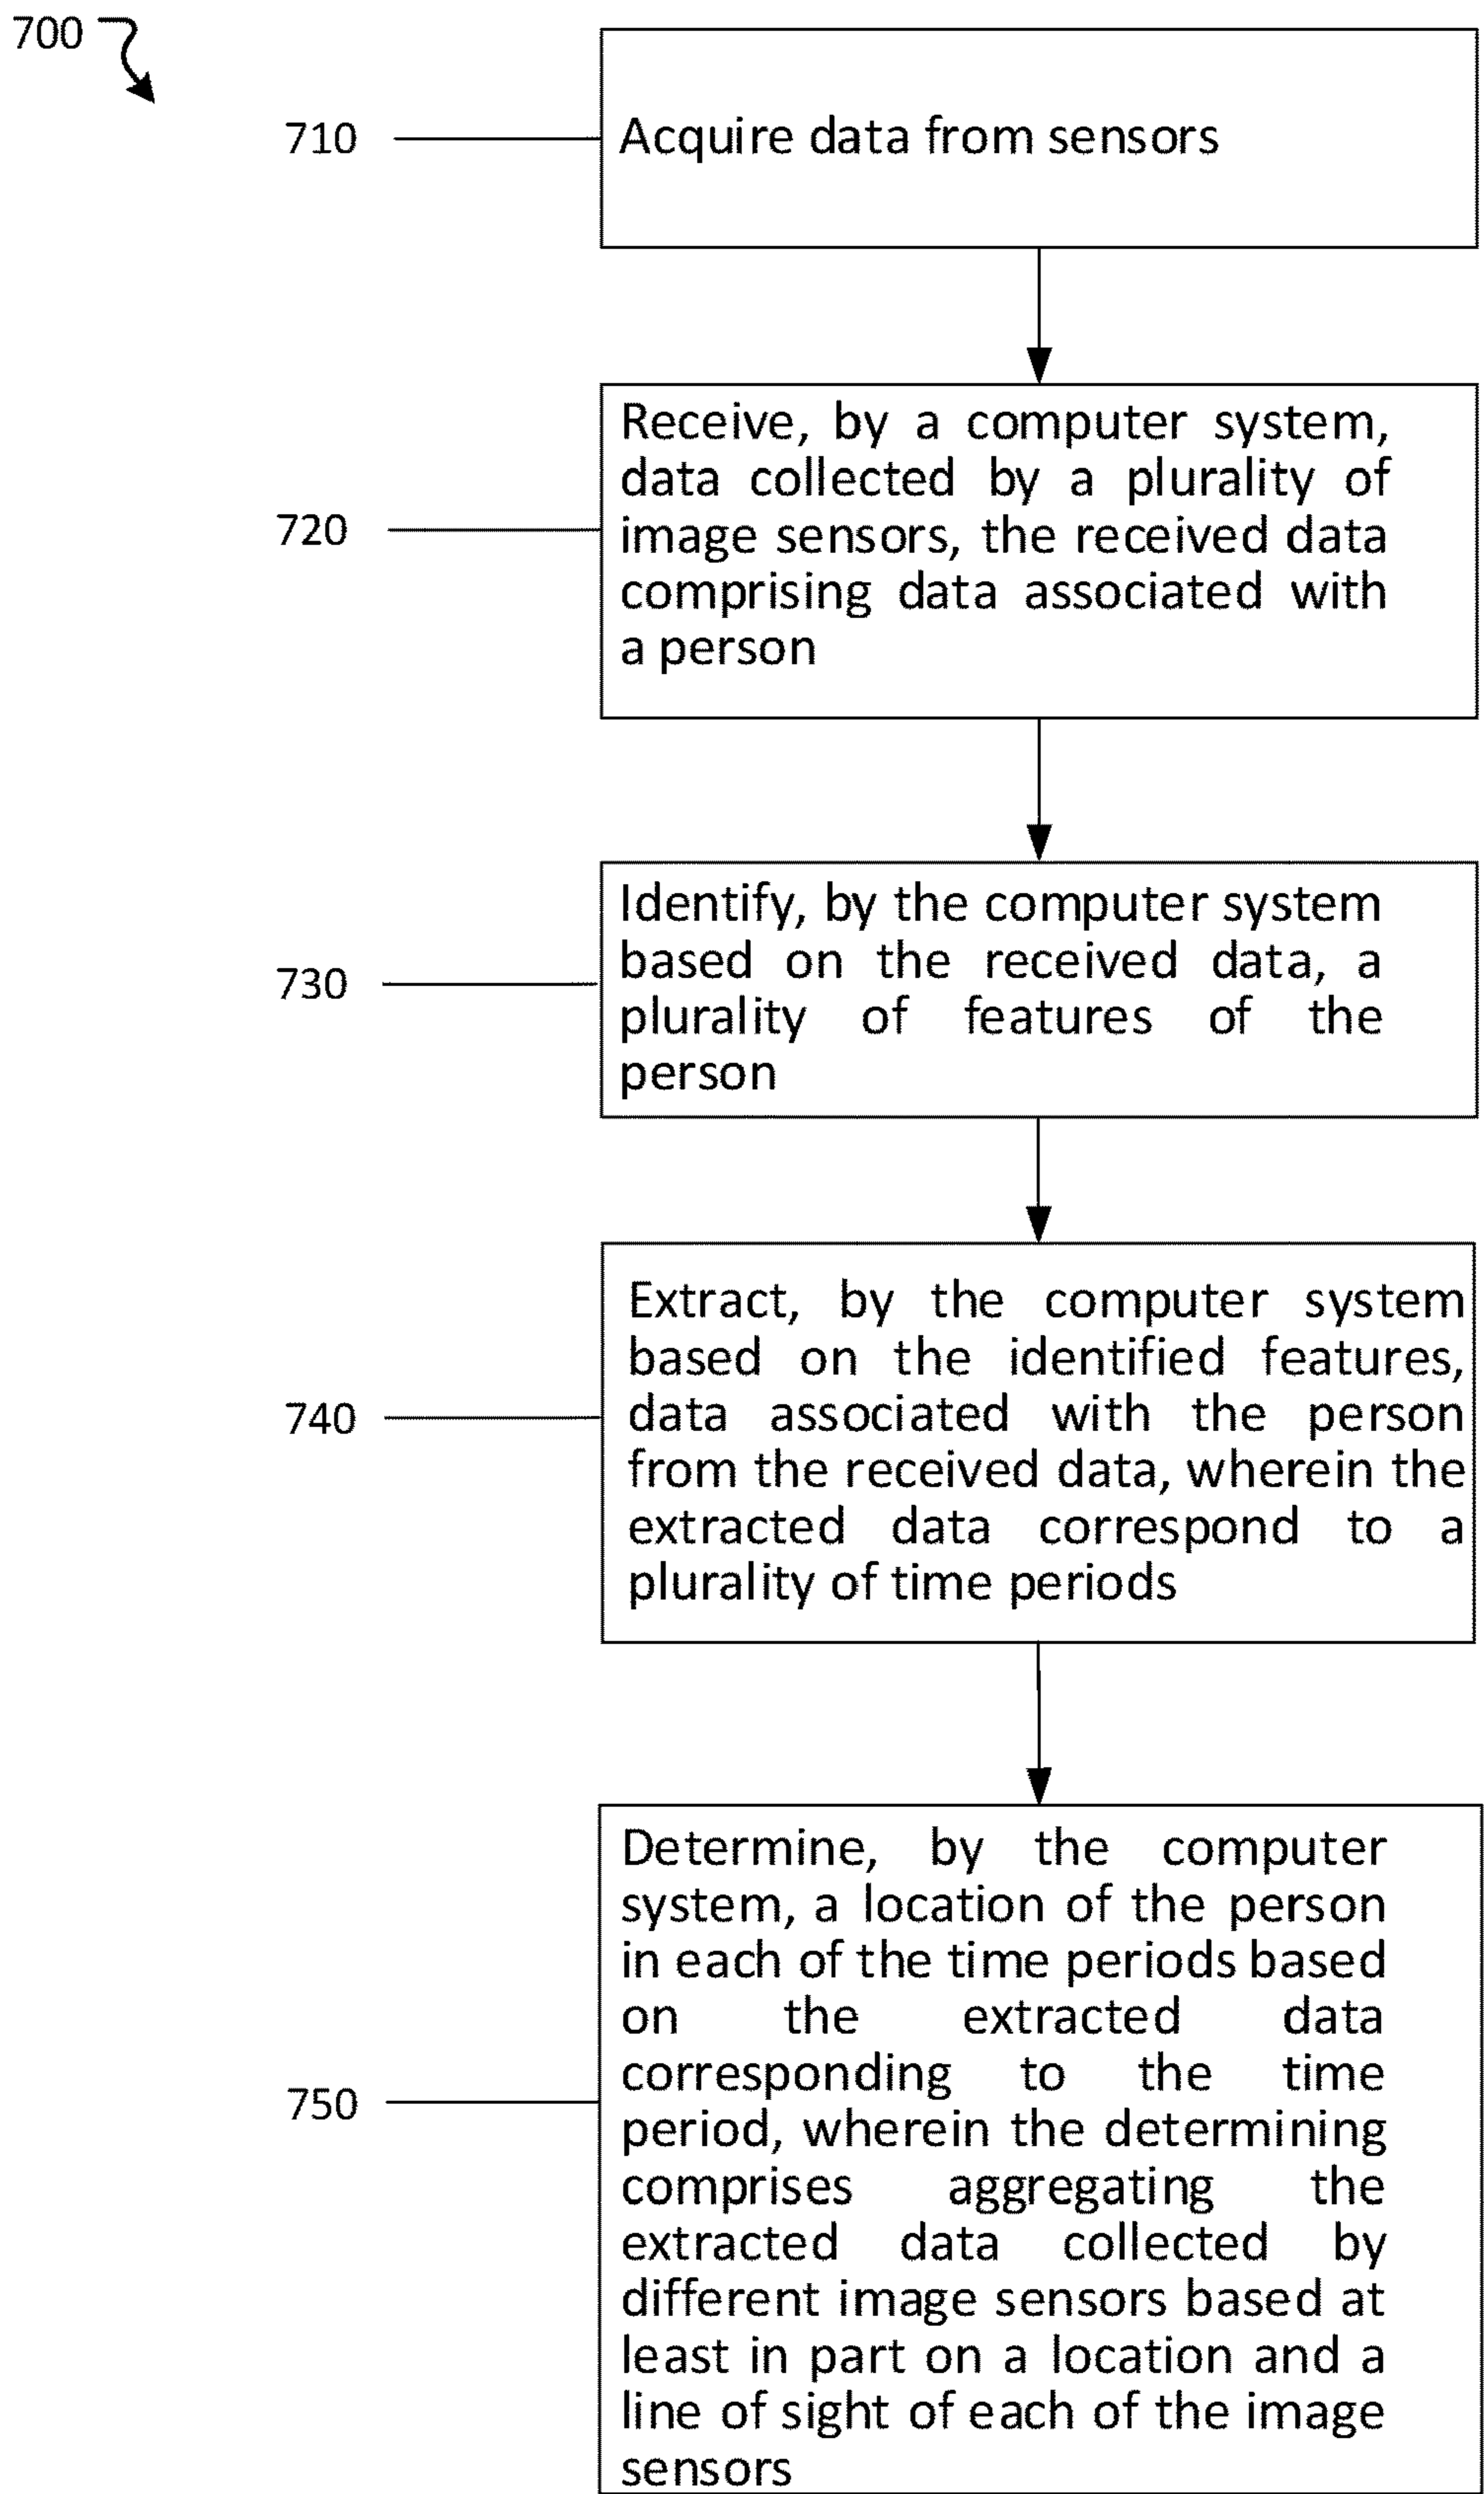 700
710
Acquire data from sensors
720
Receive, by a computer system,
data collected by a plurality of
image sensors, the received data
comprising data associated with
a person
730
Identify, by the computer system
based on the received data, a
plurality of features of the
person
740
Extract, by the computer system
based on the identified features,
data associated with the person
from the received data, wherein the
extracted data correspond to a
plurality of time periods
750
Determine, by the computer
system, a location of the person
in each of the time periods based
on the extracted data
corresponding to the time
period, wherein the determining
comprises aggregating the
extracted data collected by
different image sensors based at
least in part on a location and a
line of sight of each of the image
sensors